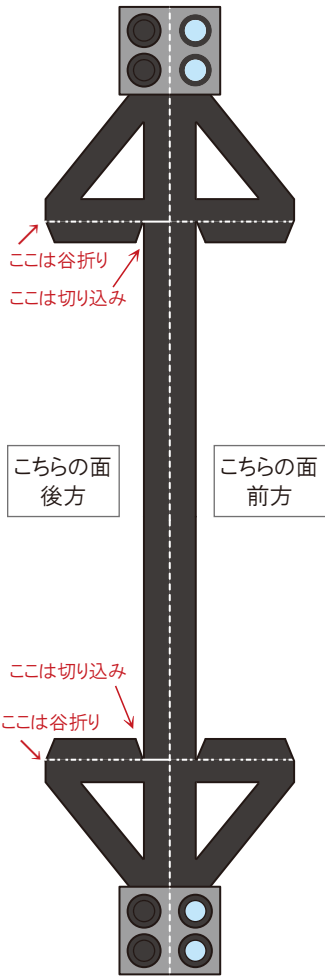 ここは谷折り
ここは切り込み
こちらの面
後方
こちらの面
前方
ここは切り込み
ここは谷折り